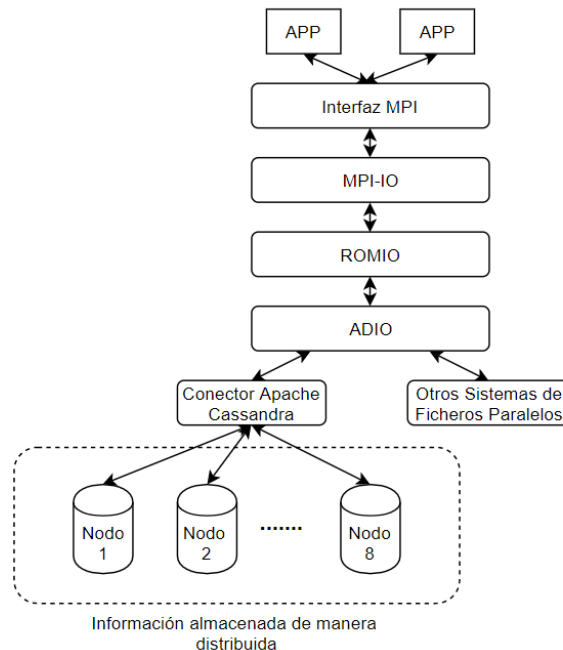 APP
APP
Interfaz MPI
MPI-IO
ROMIO
ADIO
Conector Apache
Cassandra
Otros Sistemas de
Ficheros Paralelos
Nodo
1
Nodo
2
.......
Nodo
8
Información almacenada de manera
distribuida